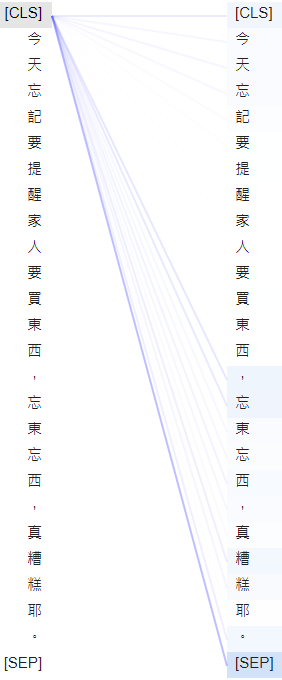 [CLS] [CLS]
今 今
天 天
忘 忘
記 記
要 要
提 提
醒 醒
家 家
人 人
要 要
買 買
東 東
西 西
， ，
忘 忘
東 東
忘 忘
西 西
， ，
真 真
糟 糟
糕 糕
耶 耶
。 。
[SEP] [SEP]